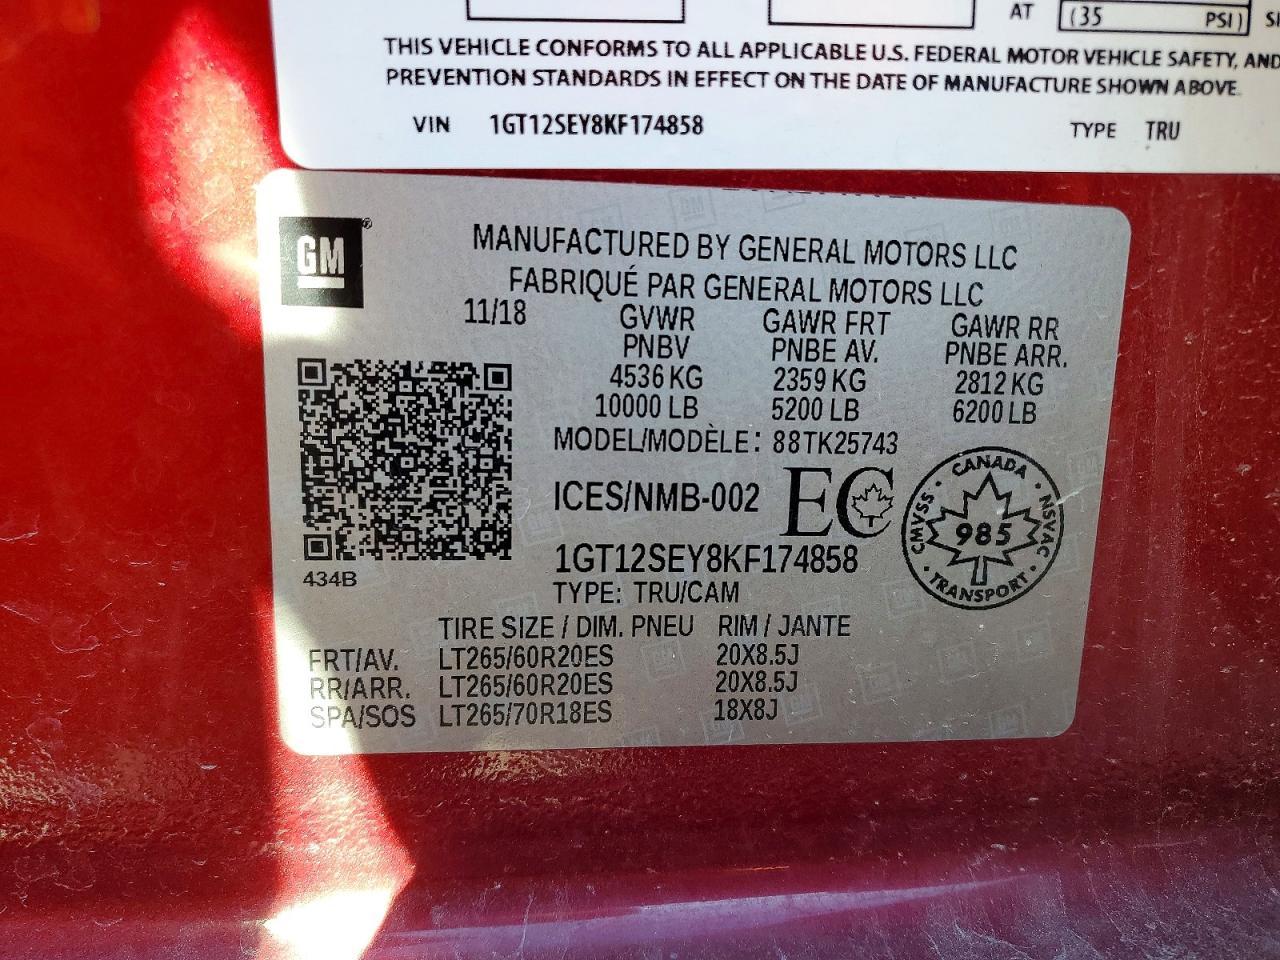 AT (35 PSI)
THIS VEHICLE CONFORMS TO ALL APPLICABLE U.S. FEDERAL MOTOR VEHICLE SAFETY, AND
PREVENTION STANDARDS IN EFFECT ON THE DATE OF MANUFACTURE SHOWN ABOVE.
VIN 1GT12SEY8KF174858 TYPE TRU
GM ®
MANUFACTURED BY GENERAL MOTORS LLC
FABRIQUÉ PAR GENERAL MOTORS LLC
11/18 GVWR GAWR FRT GAWR RR
PNBV PNBE AV. PNBE ARR.
4536 KG 2359 KG 2812 KG
10000 LB 5200 LB 6200 LB
MODEL/MODÈLE: 88TK25743
ICES/NMB-002 EC
CANADA
CMVSS 985 NSVAC
TRANSPORT
1GT12SEY8KF174858
434B
TYPE: TRU/CAM
TIRE SIZE / DIM. PNEU RIM / JANTE
FRT/AV. LT265/60R20ES 20X8.5J
RR/ARR. LT265/60R20ES 20X8.5J
SPA/SOS LT265/70R18ES 18X8J